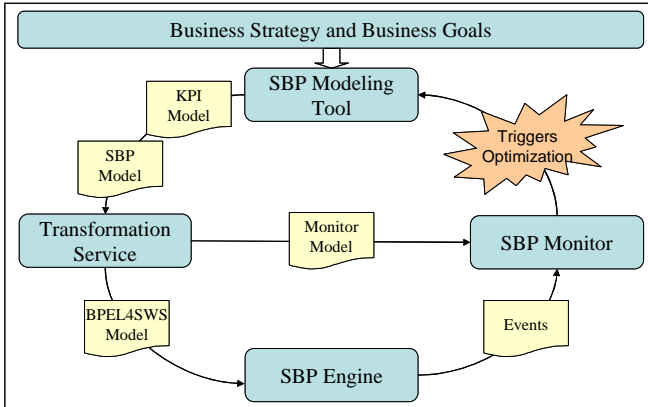 Business Strategy and Business Goals
SBP Modeling
Tool
KPI
Model
Triggers
Optimization
SBP
Model
Transformation
Service
Monitor
Model
SBP Monitor
BPEL4SWS
Model
Events
SBP Engine